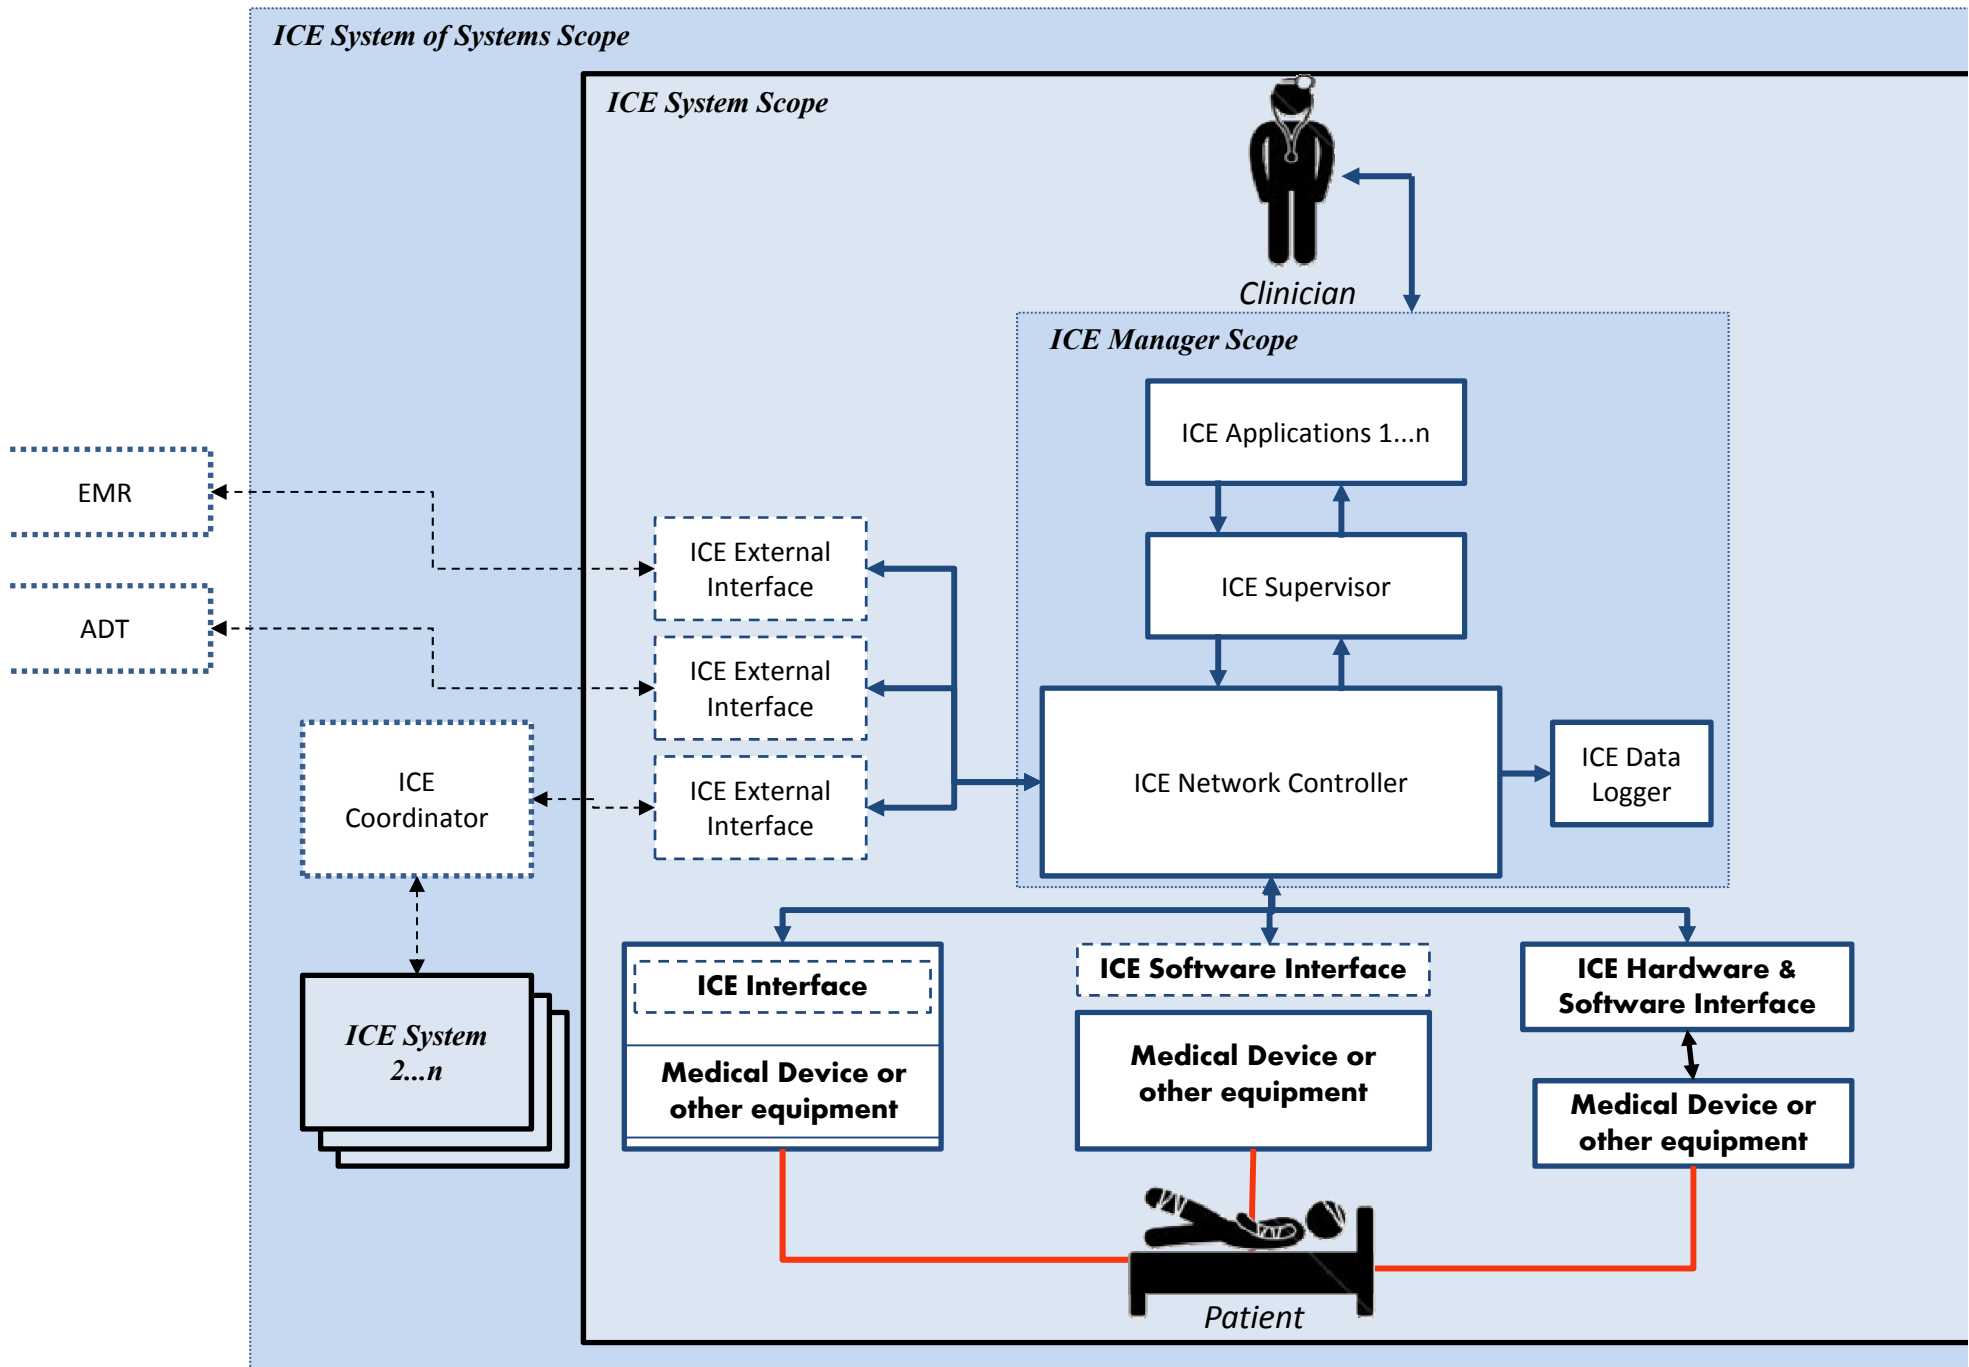 ICE System of Systems Scope
ICE System Scope
Clinician
ICE Manager Scope
ICE Applications 1...n
EMR
ICE External
Interface
ICE Supervisor
ADT
ICE External
Interface
ICE
Coordinator
ICE External
Interface
ICE Network Controller
ICE Data
Logger
ICE System
2...n
ICE Interface
Medical Device or
other equipment
ICE Software Interface
Medical Device or
other equipment
ICE Hardware &
Software Interface
Medical Device or
other equipment
Patient